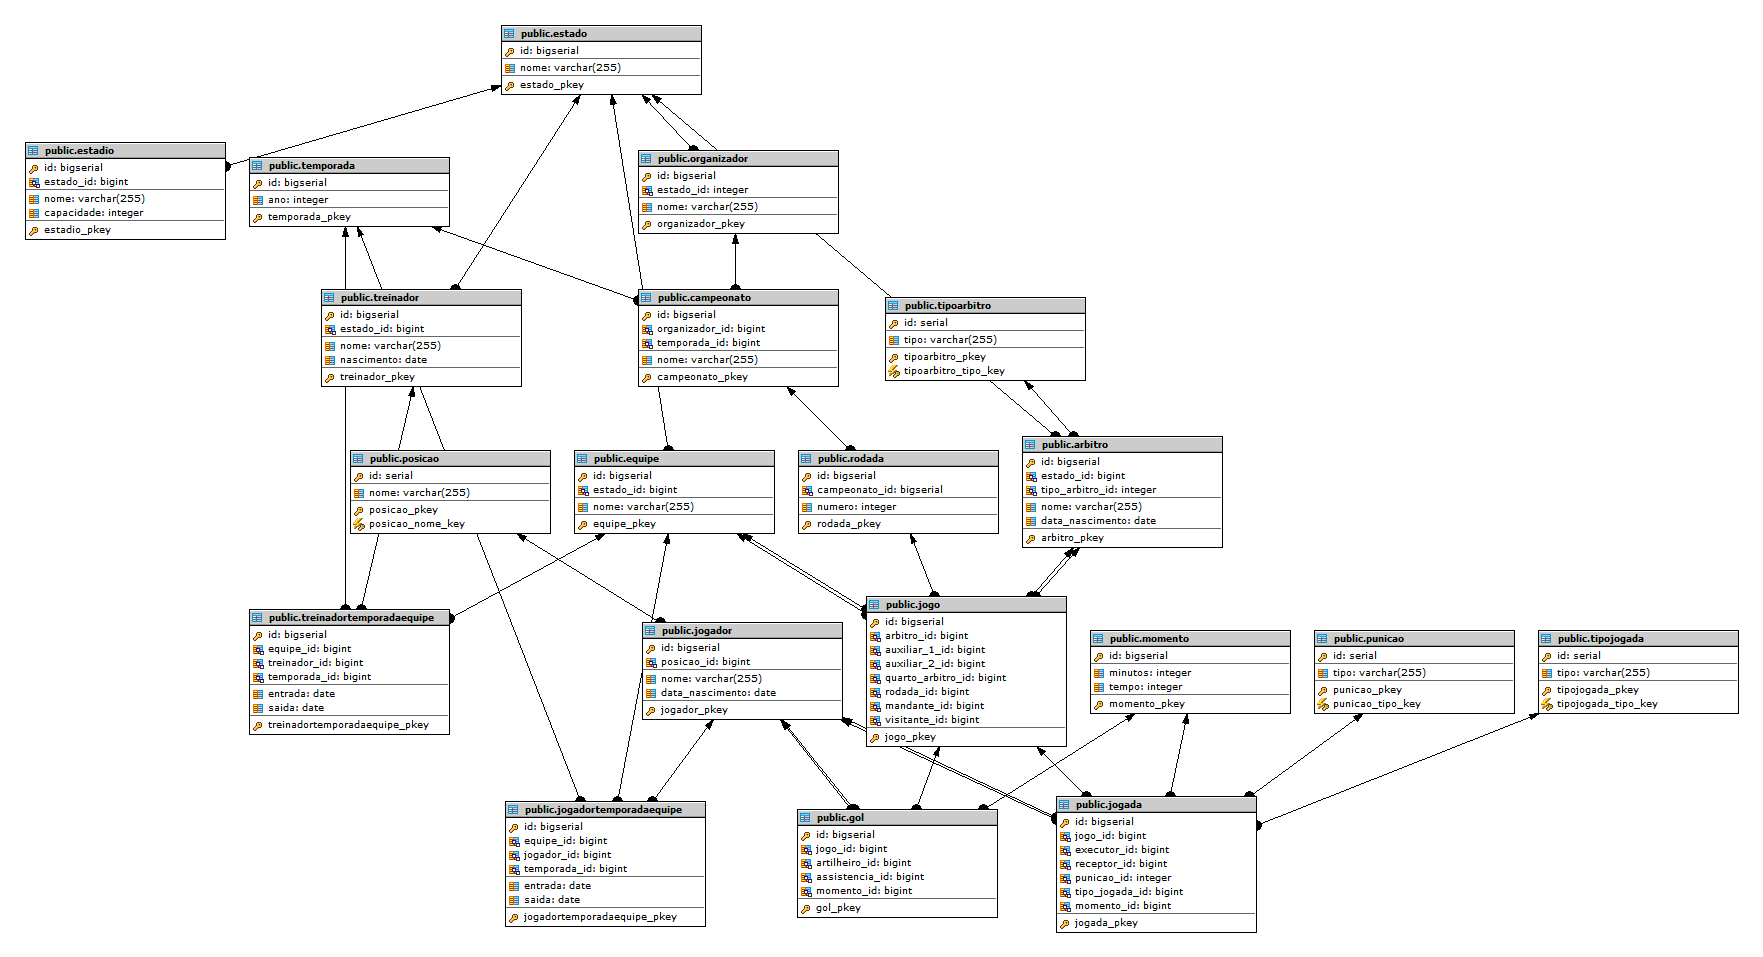 public.estado
id: bigserial
nome: varchar(255)
estado_pkey
public.estadio
id: bigserial
estado_id: bigint
nome: varchar(255)
capacidade: integer
estadio_pkey
public.temporada
id: bigserial
ano: integer
temporada_pkey
public.organizador
id: bigserial
estado_id: integer
nome: varchar(255)
organizador_pkey
public.treinador
id: bigserial
estado_id: bigint
nome: varchar(255)
nascimento: date
treinador_pkey
public.campeonato
id: bigserial
organizador_id: bigint
temporada_id: bigint
nome: varchar(255)
campeonato_pkey
public.tipoarbitro
id: serial
tipo: varchar(255)
tipoarbitro_pkey
tipoarbitro_tipo_key
public.posicao
id: serial
nome: varchar(255)
posicao_pkey
posicao_nome_key
public.equipe
id: bigserial
estado_id: bigint
nome: varchar(255)
equipe_pkey
public.rodada
id: bigserial
campeonato_id: bigserial
numero: integer
rodada_pkey
public.arbitro
id: bigserial
estado_id: bigint
tipo_arbitro_id: integer
nome: varchar(255)
data_nascimento: date
arbitro_pkey
public.treinadortemporadaequipe
id: bigserial
equipe_id: bigint
treinador_id: bigint
temporada_id: bigint
entrada: date
saida: date
treinadortemporadaequipe_pkey
public.jogador
id: bigserial
posicao_id: bigint
nome: varchar(255)
data_nascimento: date
jogador_pkey
public.jogo
id: bigserial
arbitro_id: bigint
auxiliar_1_id: bigint
auxiliar_2_id: bigint
quarto_arbitro_id: bigint
rodada_id: bigint
mandante_id: bigint
visitante_id: bigint
jogo_pkey
public.momento
id: bigserial
minutos: integer
tempo: integer
momento_pkey
public.punicao
id: serial
tipo: varchar(255)
punicao_pkey
punicao_tipo_key
public.tipojogada
id: serial
tipo: varchar(255)
tipojogada_pkey
tipojogada_tipo_key
public.jogadortemporadaequipe
id: bigserial
equipe_id: bigint
jogador_id: bigint
temporada_id: bigint
entrada: date
saida: date
jogadortemporadaequipe_pkey
public.gol
id: bigserial
jogo_id: bigint
artilheiro_id: bigint
assistencia_id: bigint
momento_id: bigint
gol_pkey
public.jogada
id: bigserial
jogo_id: bigint
executor_id: bigint
receptor_id: bigint
punicao_id: integer
tipo_jogada_id: bigint
momento_id: bigint
jogada_pkey